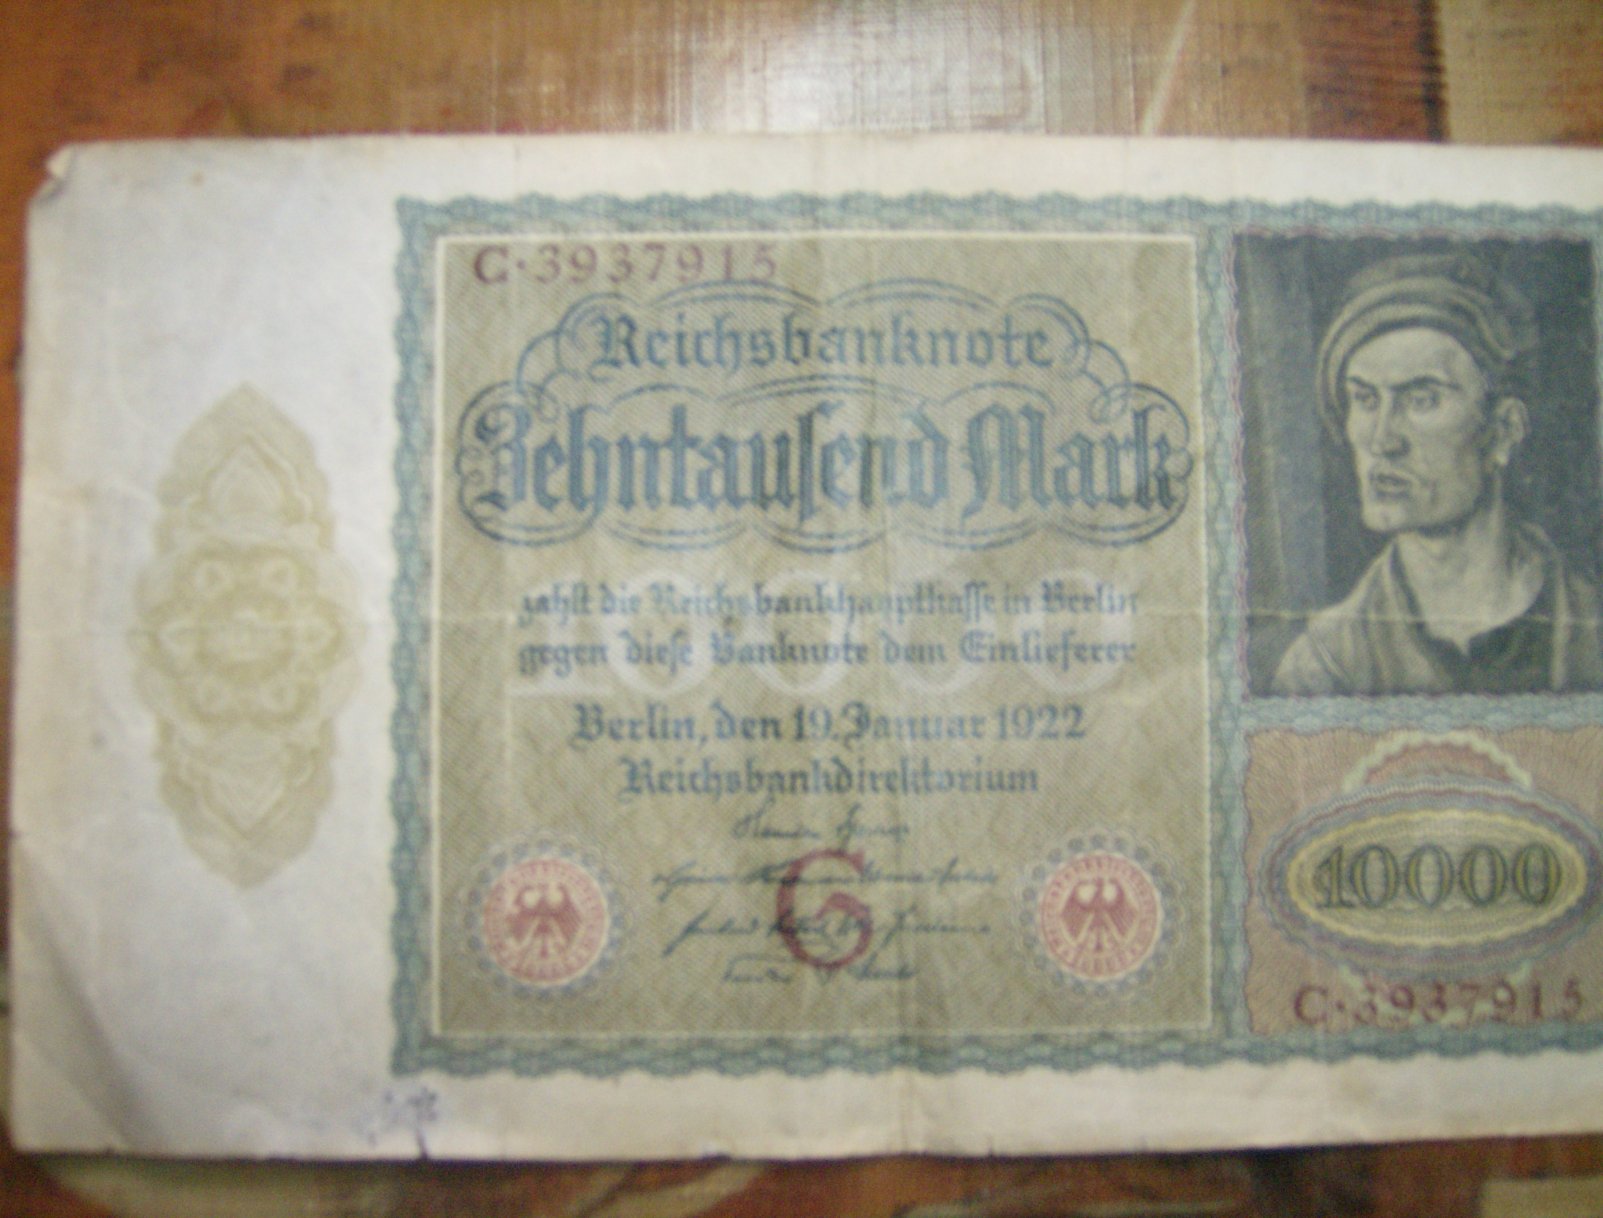 C·3937915
Reichsbanknote
Zehntausend Mark
10000
zahlt die Reichsbankhauptkasse in Berlin
gegen diese Banknote dem Einlieferer
Berlin, den 19. Januar 1922
Reichsbankdirektorium
G
10000
C·3937915